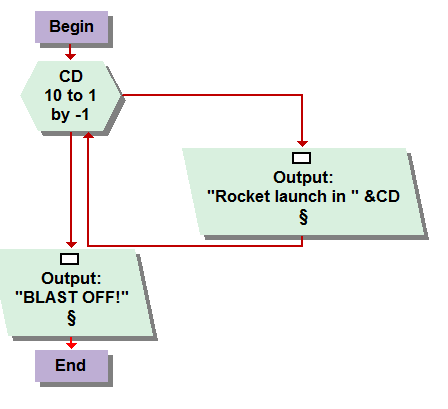 Begin
CD
10 to 1
by -1
Output:
"Rocket launch in " &CD
§
Output:
"BLAST OFF!"
§
End